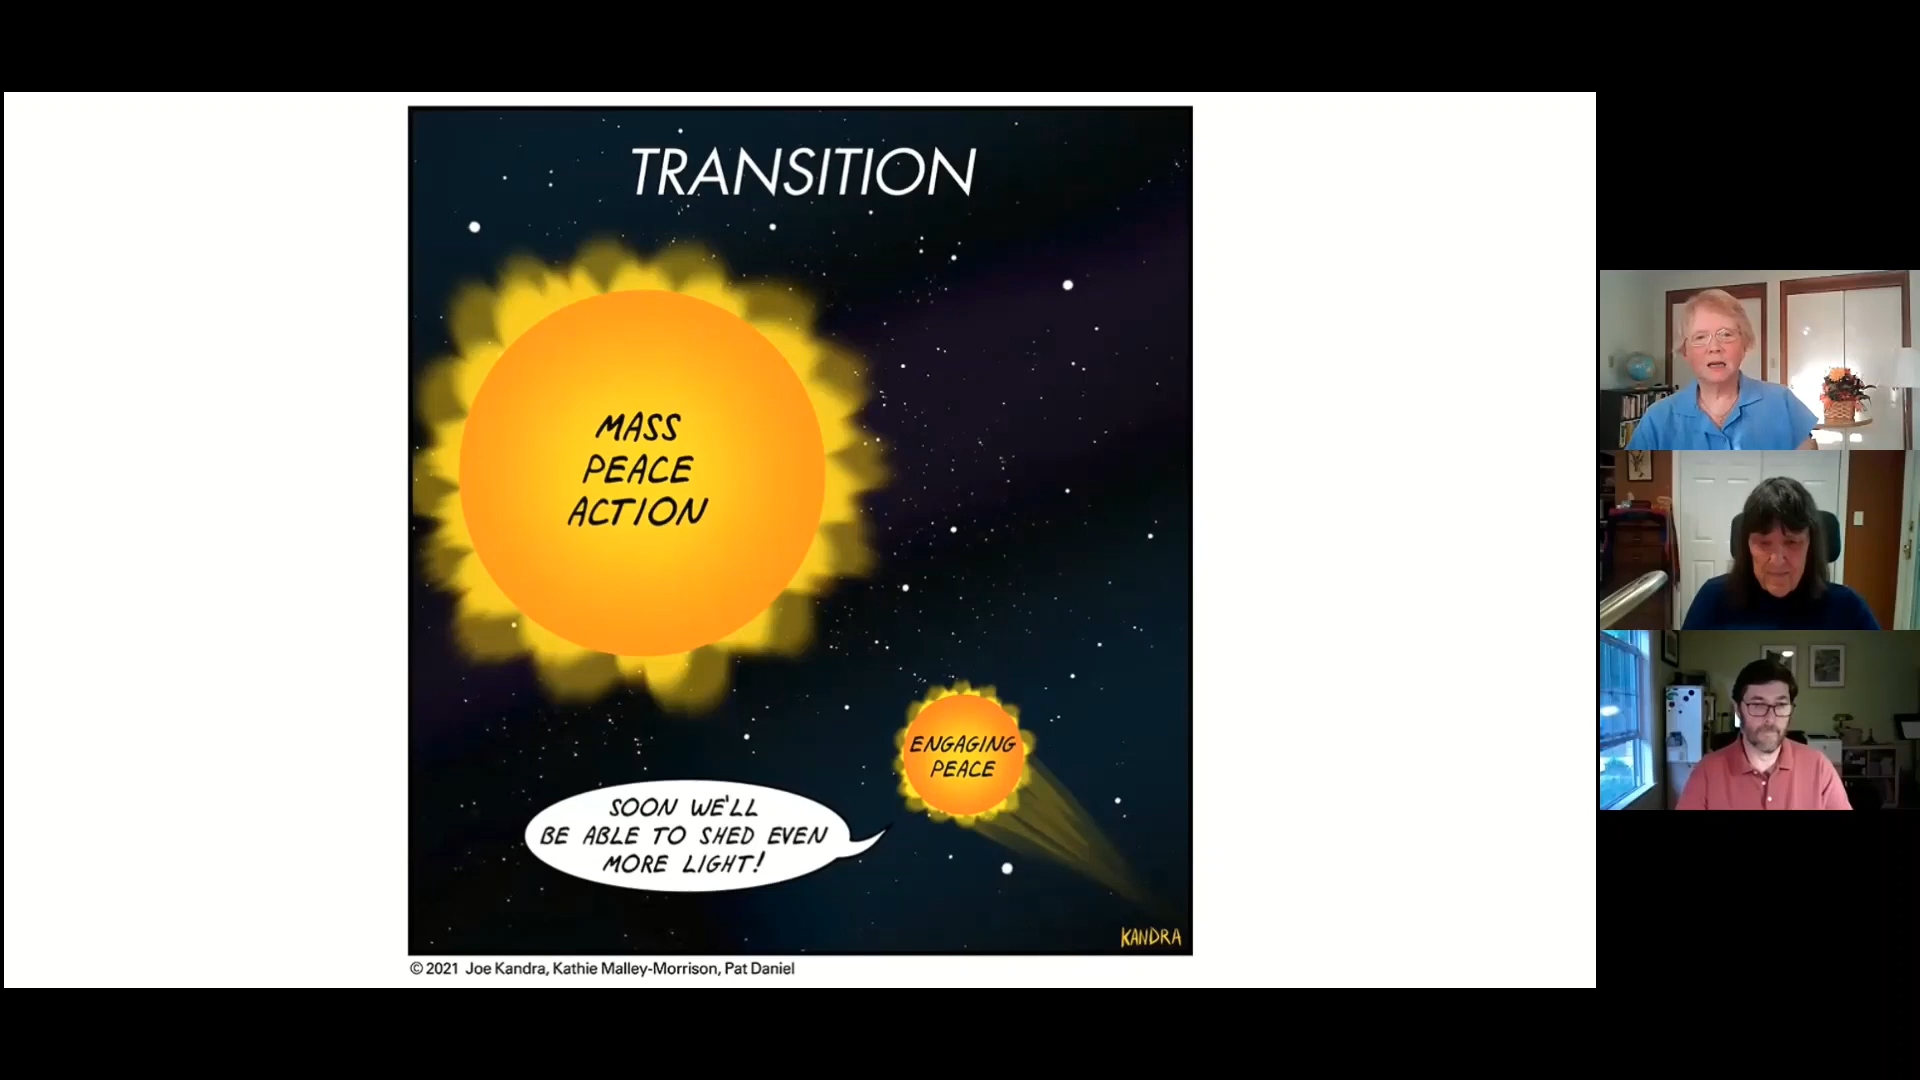 TRANSITION
MASS
PEACE
ACTION
ENGAGING
PEACE
SOON WE'LL
BE ABLE TO SHED EVEN
MORE LIGHT!
KANDRA
© 2021 Joe Kandra, Kathie Malley-Morrison, Pat Daniel